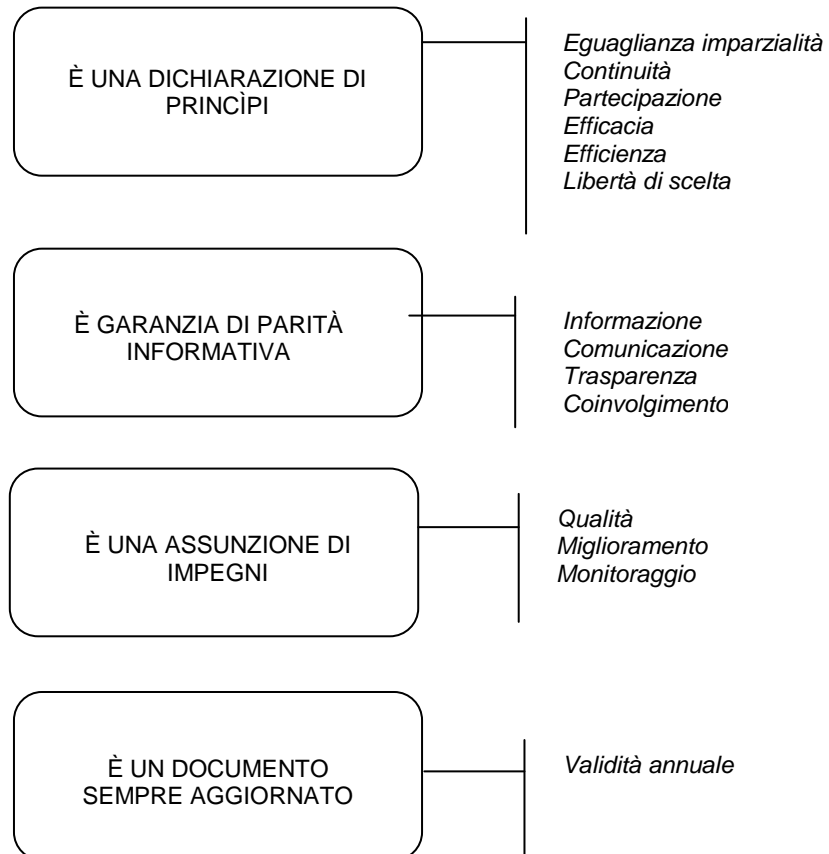 È UNA DICHIARAZIONE DI
PRINCÌPI
Eguaglianza imparzialità
Continuità
Partecipazione
Efficacia
Efficienza
Libertà di scelta
È GARANZIA DI PARITÀ
INFORMATIVA
Informazione
Comunicazione
Trasparenza
Coinvolgimento
È UNA ASSUNZIONE DI
IMPEGNI
Qualità
Miglioramento
Monitoraggio
È UN DOCUMENTO
SEMPRE AGGIORNATO
Validità annuale